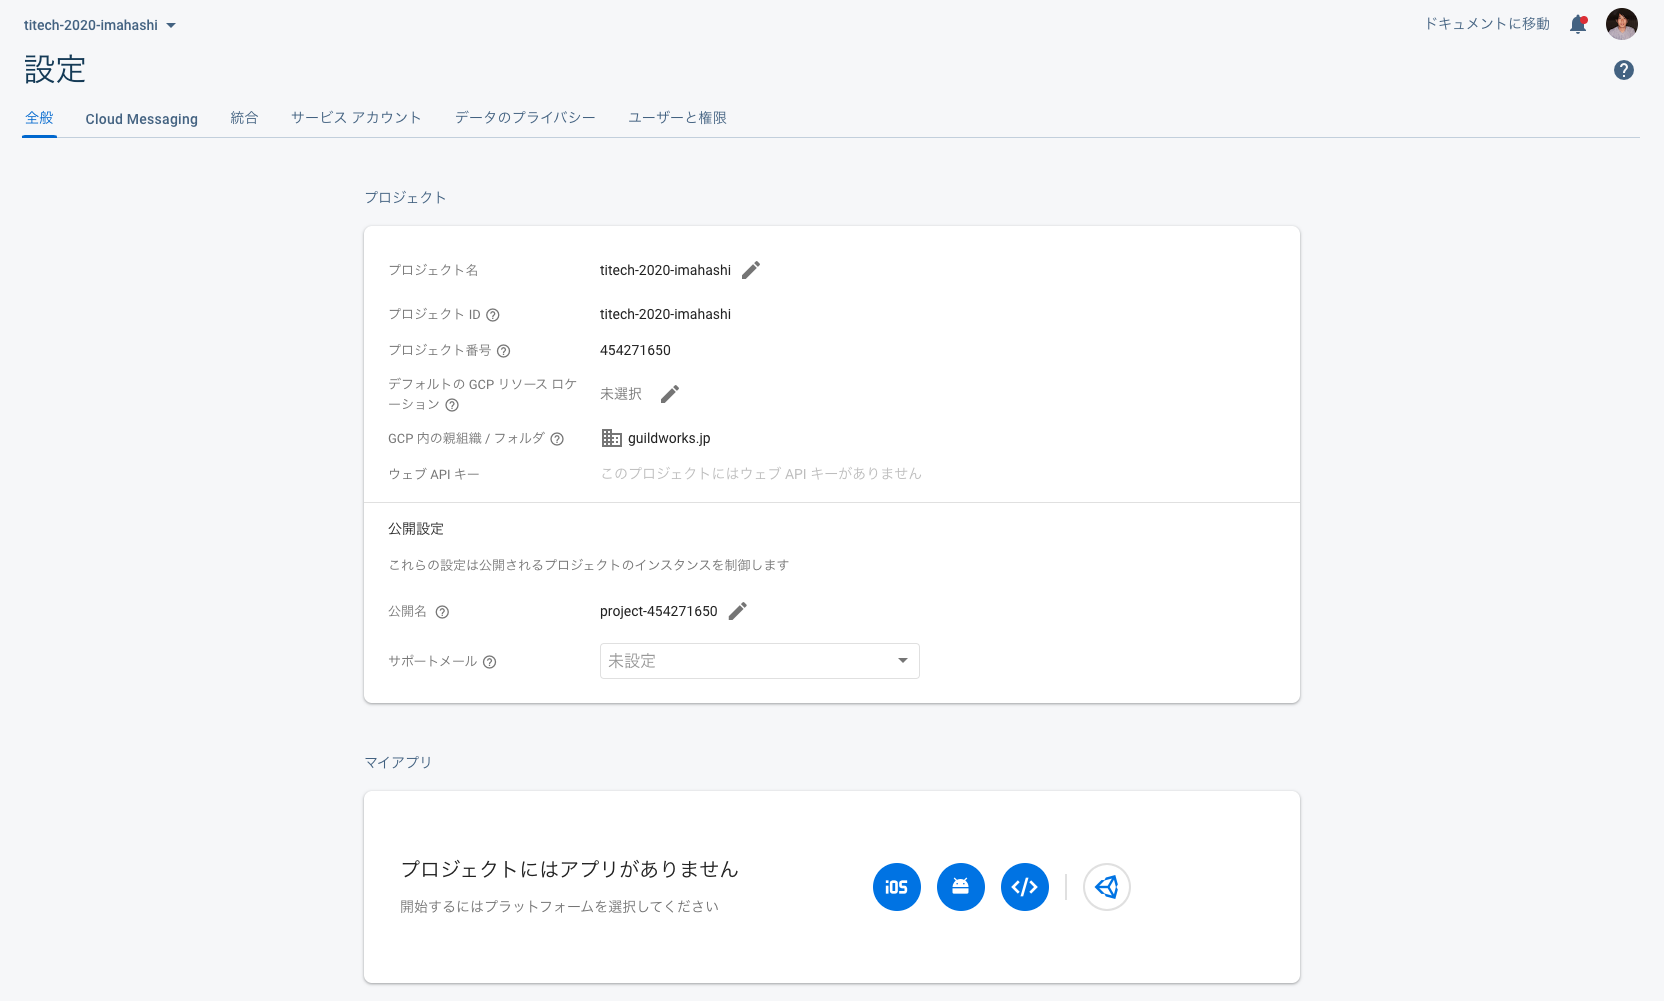 titech-2020-imahashi
ドキュメントに移動
設定
全般 Cloud Messaging 統合 サービス アカウント データのプライバシー ユーザーと権限
プロジェクト
プロジェクト名 titech-2020-imahashi
プロジェクト ID titech-2020-imahashi
プロジェクト番号 454271650
デフォルトの GCP リソース ロケ
ーション 未選択
GCP 内の親組織 / フォルダ guildworks.jp
ウェブ API キー このプロジェクトにはウェブ API キーがありません
公開設定
これらの設定は公開されるプロジェクトのインスタンスを制御します
公開名 project-454271650
サポートメール 未設定
マイアプリ
プロジェクトにはアプリがありません
開始するにはプラットフォームを選択してください
iOS